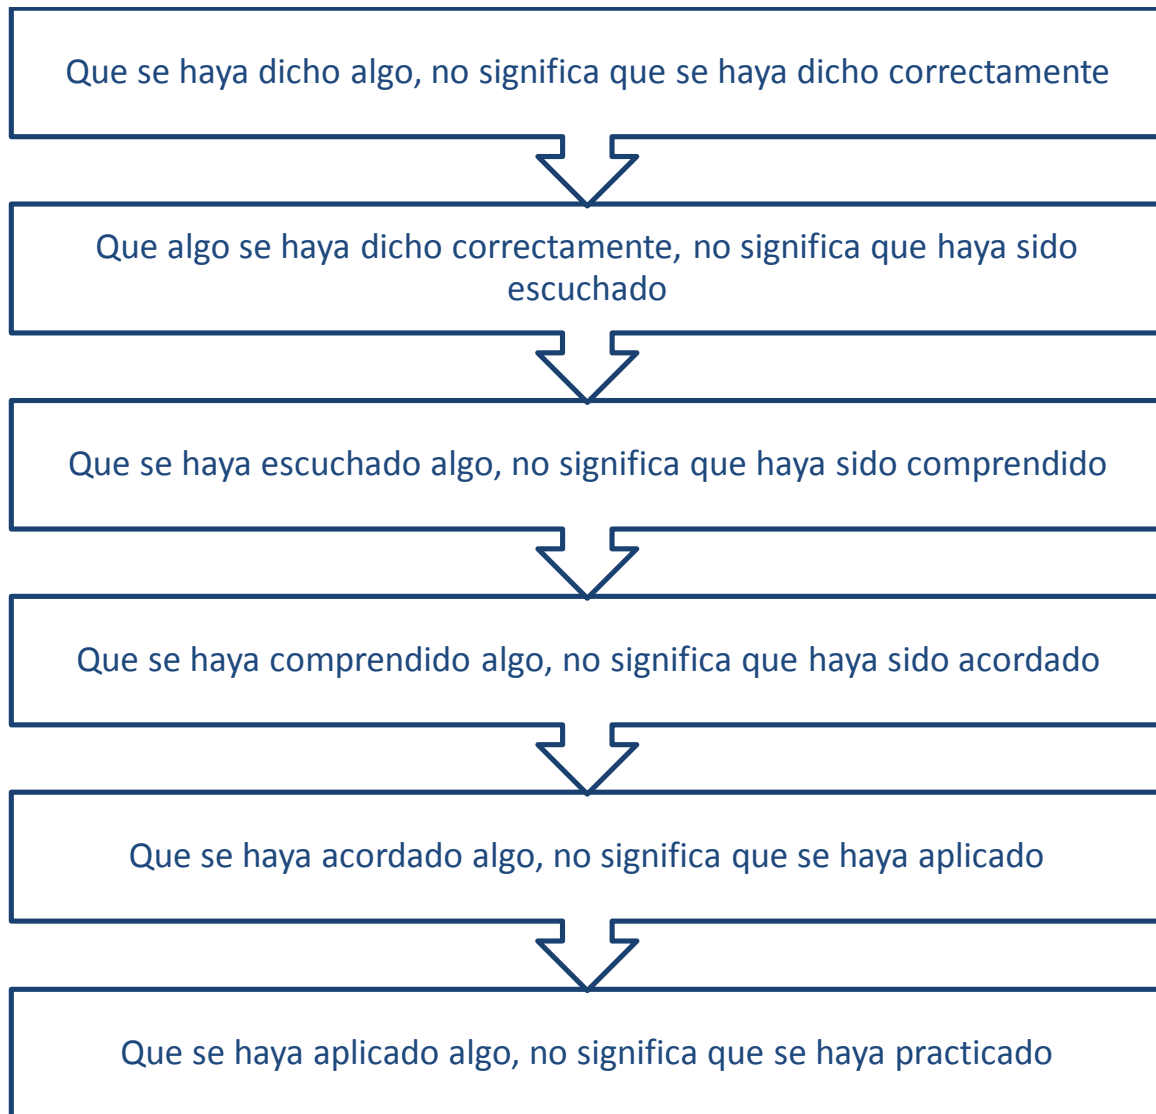 Que se haya dicho algo, no significa que se haya dicho correctamente
Que algo se haya dicho correctamente, no significa que haya sido
escuchado
Que se haya escuchado algo, no significa que haya sido comprendido
Que se haya comprendido algo, no significa que haya sido acordado
Que se haya acordado algo, no significa que se haya aplicado
Que se haya aplicado algo, no significa que se haya practicado